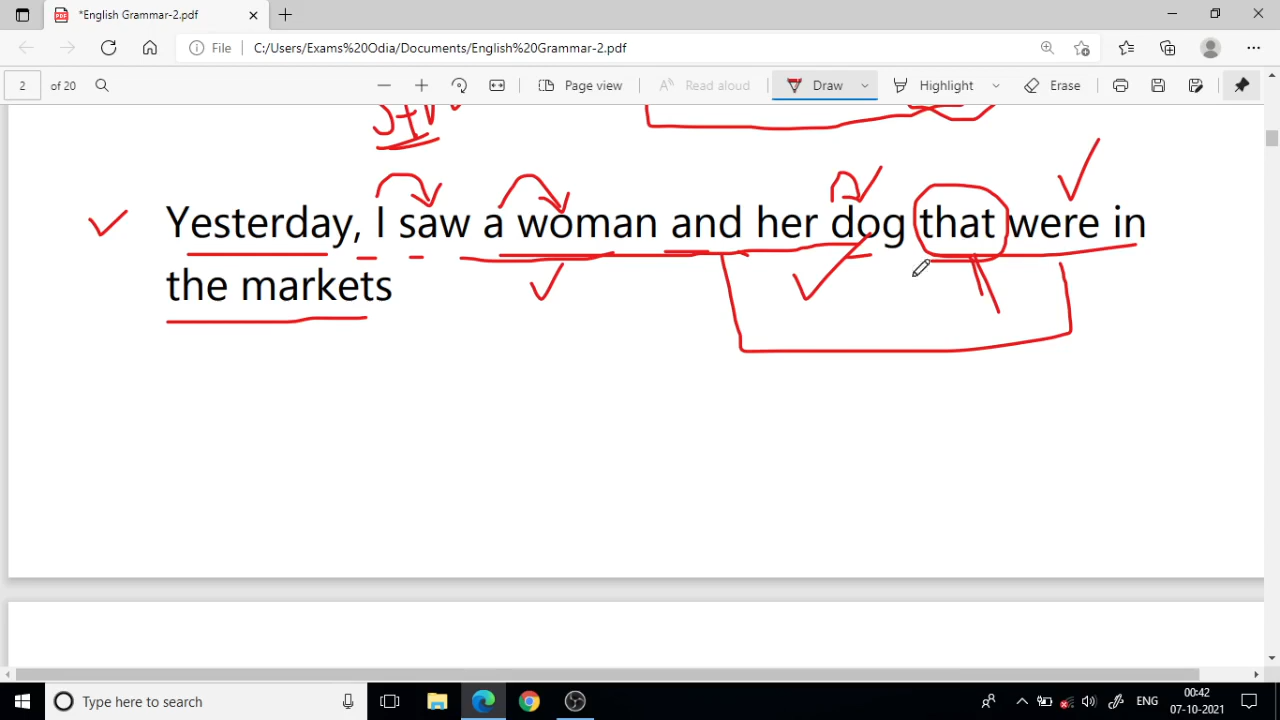 *English Grammar-2.pdf
File C:/Users/Exams%20Odia/Documents/English%20Grammar-2.pdf
2 of 20 Page view Read aloud Draw Highlight Erase
Yesterday, I saw a woman and her dog that were in
the markets
Type here to search
ENG
00:42
07-10-2021